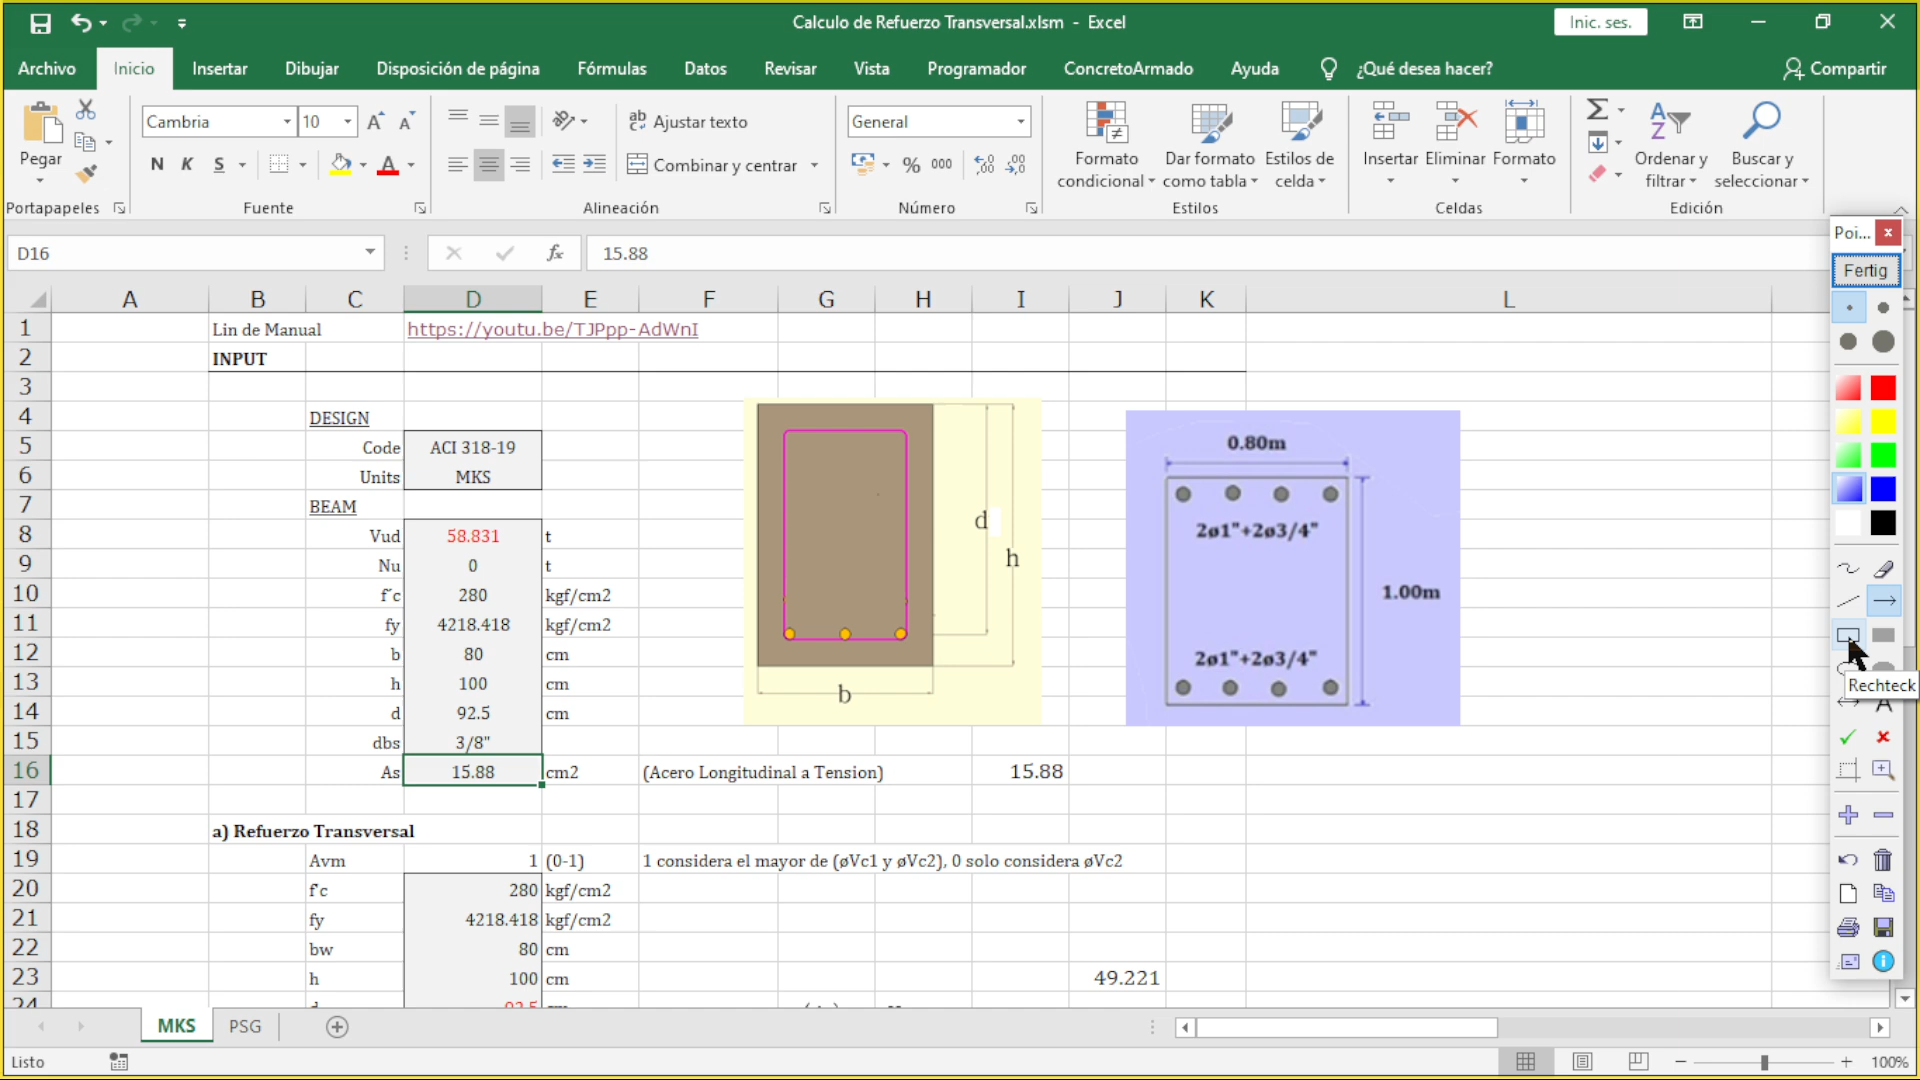 Calculo de Refuerzo Transversal.xlsm - Excel
Inic. ses.
Archivo Inicio Insertar Dibujar Disposición de página Fórmulas Datos Revisar Vista Programador ConcretoArmado Ayuda ¿Qué desea hacer? Compartir
Pegar
Portapapeles
Cambria 10
N K S A
Fuente
Ajustar texto
Combinar y centrar
Alineación
General
% 000
Número
Formato condicional
Dar formato como tabla
Estilos de celda
Estilos
Insertar Eliminar Formato
Celdas
Ordenar y filtrar
Buscar y seleccionar
Edición
D16 fx 15.88
A B C D E F G H I J K L
1 Lin de Manual https://youtu.be/TJPpp-AdWnI
2 INPUT
3
4 DESIGN
5 Code ACI 318-19
6 Units MKS
7 BEAM
8 Vud 58.831 t
9 Nu 0 t
10 f´c 280 kgf/cm2
11 fy 4218.418 kgf/cm2
12 b 80 cm
13 h 100 cm
14 d 92.5 cm
15 dbs 3/8"
16 As 15.88 cm2 (Acero Longitudinal a Tension) 15.88
17
18 a) Refuerzo Transversal
19 Avm 1 (0-1) 1 considera el mayor de (øVc1 y øVc2), 0 solo considera øVc2
20 f'c 280 kgf/cm2
21 fy 4218.418 kgf/cm2
22 bw 80 cm
23 h 100 cm 49.221
24
d
h
b
0.80m
2ø1"+2ø3/4"
1.00m
2ø1"+2ø3/4"
Poi...
Fertig
Rechteck
A
MKS PSG
Listo
100%